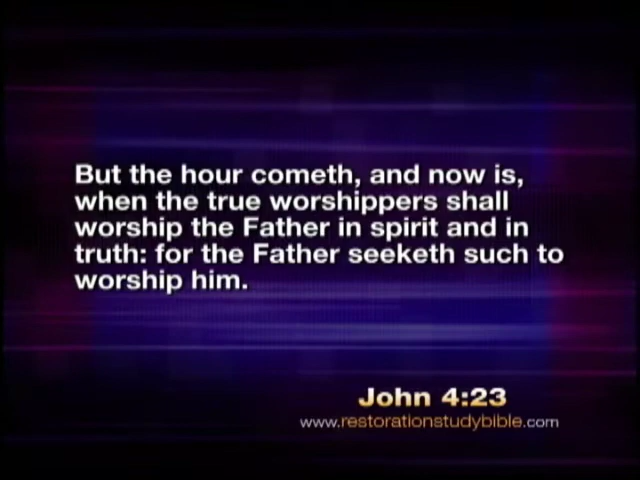 But the hour cometh, and now is,
when the true worshippers shall
worship the Father in spirit and in
truth: for the Father seeketh such to
worship him.
John 4:23
www.restorationstudybible.com